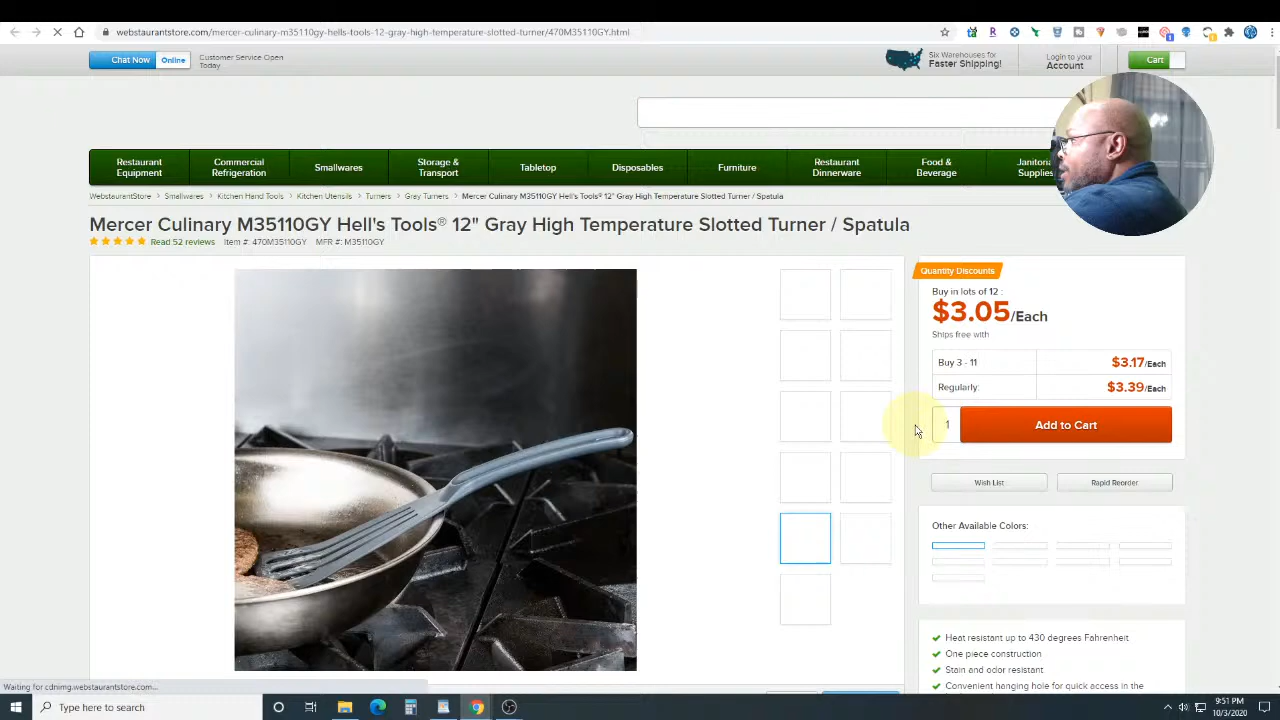 webstaurantstore.com/mercer-culinary-m35110gy-hells-tools-12-gray-high-temperature-slotted-turner/470M35110GY.html
Chat Now
Online
Customer Service Open
Today
Six Warehouses for
Faster Shipping!
Login to your
Account
Cart
Restaurant
Equipment
Commercial
Refrigeration
Smallwares
Storage &
Transport
Tabletop
Disposables
Furniture
Restaurant
Dinnerware
Food &
Beverage
Janitorial
Supplies
WebstaurantStore
Smallwares
Kitchen Hand Tools
Kitchen Utensils
Turners
Gray Turners
Mercer Culinary M35110GY Hell's Tools® 12" Gray High Temperature Slotted Turner / Spatula
Mercer Culinary M35110GY Hell's Tools® 12" Gray High Temperature Slotted Turner / Spatula
Read 52 reviews Item #: 470M35110GY MFR #: M35110GY
Quantity Discounts
Buy in lots of 12 :
$3.05/Each
Ships free with
Buy 3 - 11 $3.17/Each
Regularly: $3.39/Each
1 Add to Cart
Wish List
Rapid Reorder
Other Available Colors:
Heat resistant up to 430 degrees Fahrenheit
One piece construction
Stain and odor resistant
Convenient hanging hole for quick access in the
Waiting for cdnimg.webstaurantstore.com...
Type here to search
9:51 PM
10/3/2020